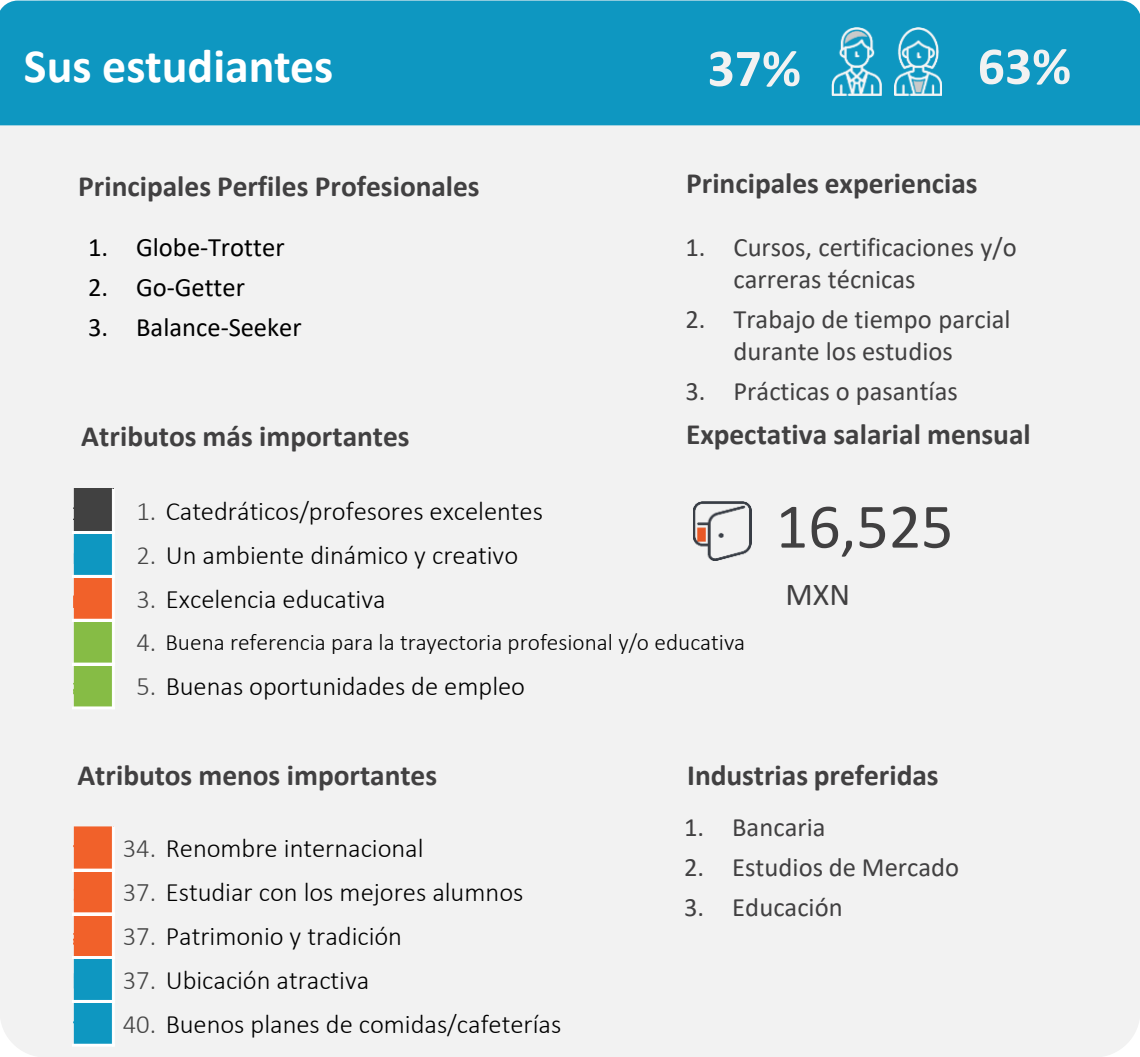 Sus estudiantes
37%
63%
Principales Perfiles Profesionales
1. Globe-Trotter
2. Go-Getter
3. Balance-Seeker
Principales experiencias
1. Cursos, certificaciones y/o
carreras técnicas
2. Trabajo de tiempo parcial
durante los estudios
3. Prácticas o pasantías
Atributos más importantes
1. Catedráticos/profesores excelentes
2. Un ambiente dinámico y creativo
3. Excelencia educativa
4. Buena referencia para la trayectoria profesional y/o educativa
5. Buenas oportunidades de empleo
Expectativa salarial mensual
16,525
MXN
Atributos menos importantes
34. Renombre internacional
37. Estudiar con los mejores alumnos
37. Patrimonio y tradición
37. Ubicación atractiva
40. Buenos planes de comidas/cafeterías
Industrias preferidas
1. Bancaria
2. Estudios de Mercado
3. Educación